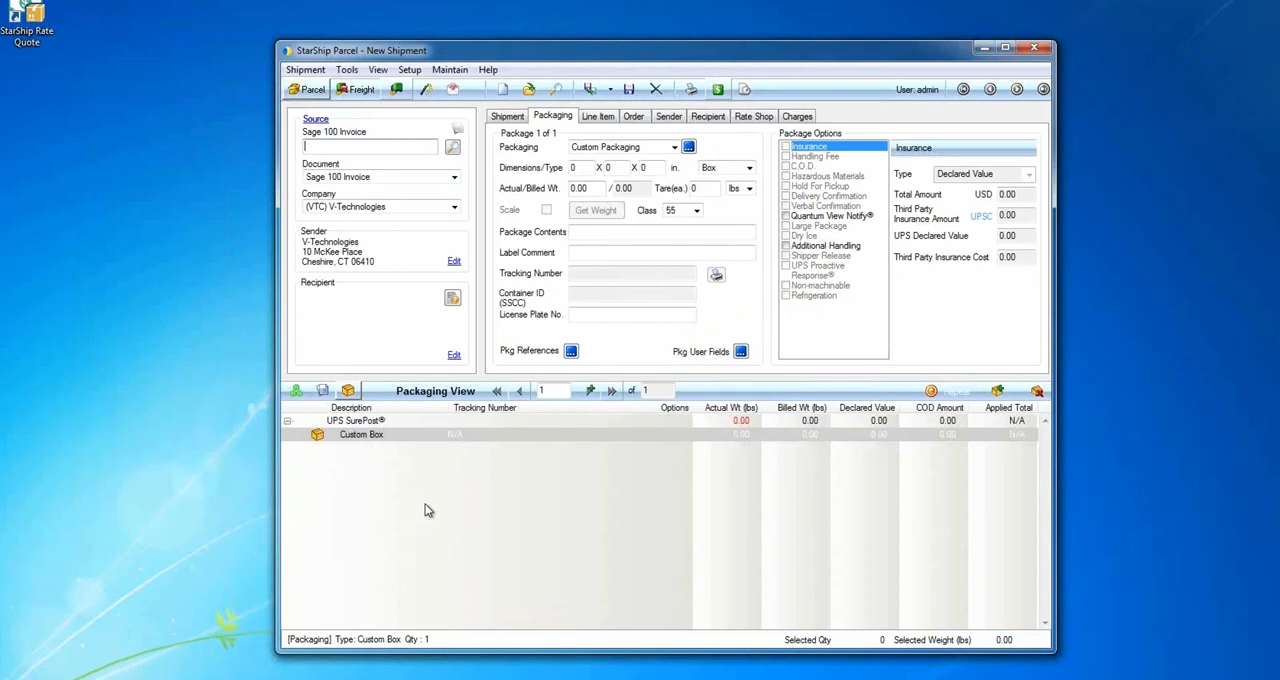 StarShip Rate
Quote
StarShip Parcel - New Shipment
Shipment Tools View Setup Maintain Help
Parcel Freight User: admin
Source
Sage 100 Invoice
Document
Sage 100 Invoice
Company
(VTC) V-Technologies
Sender
V-Technologies
10 McKee Place
Cheshire, CT 06410
Edit
Recipient
Edit
Shipment Packaging Line Item Order Sender Recipient Rate Shop Charges
Package 1 of 1
Packaging Custom Packaging
Dimensions/Type 0 X 0 X 0 in. Box
Actual/Billed Wt. 0.00 / 0.00 Tare(ea.) 0 lbs
Scale Get Weight Class 55
Package Contents
Label Comment
Tracking Number
Container ID
(SSCC)
License Plate No.
Pkg References Pkg User Fields
Package Options
Insurance
Handling Fee
C.O.D.
Hazardous Materials
Hold For Pickup
Delivery Confirmation
Verbal Confirmation
Quantum View Notify®
Large Package
Dry Ice
Additional Handling
Shipper Release
UPS Proactive
Response®
Non-machinable
Refrigeration
Insurance
Type Declared Value
Total Amount USD 0.00
Third Party
Insurance Amount UPSC 0.00
UPS Declared Value 0.00
Third Party Insurance Cost 0.00
Packaging View 1 of 1 Repeat
Description Tracking Number Options Actual Wt (lbs) Billed Wt (lbs) Declared Value COD Amount Applied Total
UPS SurePost® 0.00 0.00 0.00 0.00 N/A
Custom Box N/A 0.00 0.00 0.00 0.00 N/A
[Packaging] Type: Custom Box Qty : 1 Selected Qty 0 Selected Weight (lbs) 0.00